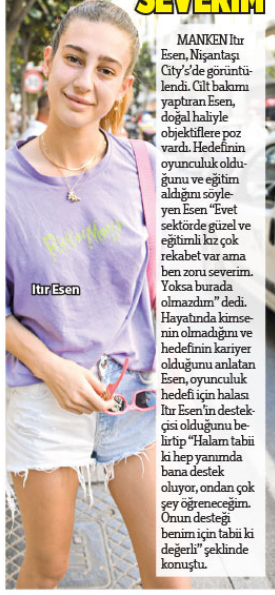 SEVERİM
MANKEN Itır
Esen, Nişantaşı
City's'de görüntü-
lendi. Cilt bakımı
yaptıran Esen,
doğal haliyle
objektiflere poz
vardı. Hedefinin
oyunculuk oldu-
ğunu ve eğitim
aldığını söyle-
yen Esen "Evet
sektörde güzel ve
eğitimli kız çok
rekabet var ama
ben zoru severim.
Yoksa burada
olmazdım" dedi.
Hayatında kimse-
nin olmadığını ve
hedefinin kariyer
olduğunu anlatan
Esen, oyunculuk
hedefi için halası
Itır Esen'in destek-
çisi olduğunu be-
lirtip "Halam tabii
ki hep yanımda
bana destek
oluyor, ondan çok
şey öğreneceğim.
Onun desteği
benim için tabii ki
değerli" şeklinde
konuştu.
Itır Esen